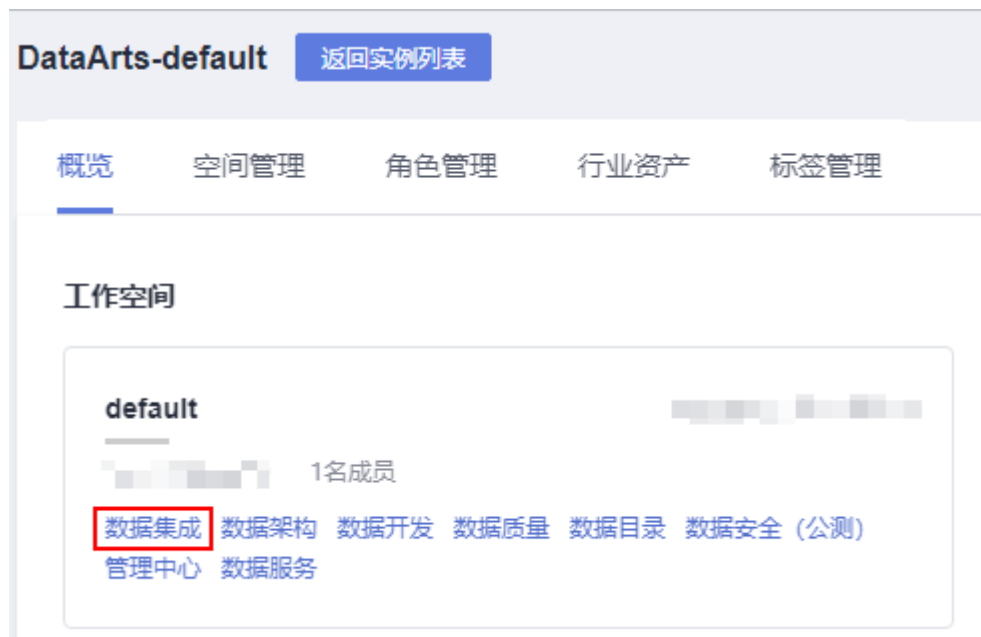 DataArts-default 返回实例列表
概览 空间管理 角色管理 行业资产 标签管理
工作空间
default
1名成员
数据集成 数据架构 数据开发 数据质量 数据目录 数据安全 (公测)
管理中心 数据服务